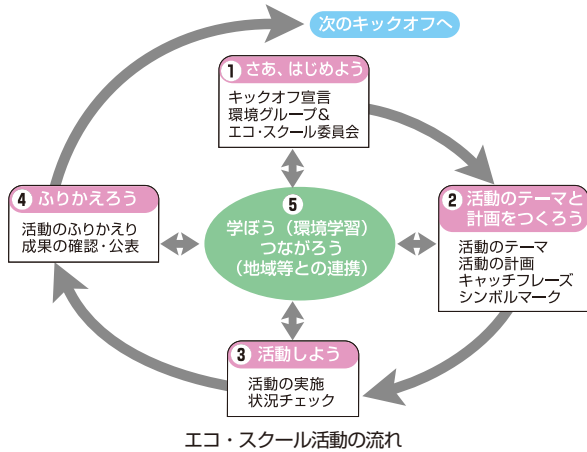 次のキックオフへ
1 さあ、はじめよう
キックオフ宣言
環境グループ&
エコ・スクール委員会
2 活動のテーマと
計画をつくろう
活動のテーマ
活動の計画
キャッチフレーズ
シンボルマーク
3 活動しよう
活動の実施
状況チェック
4 ふりかえろう
活動のふりかえり
成果の確認・公表
5
学ぼう（環境学習）
つながろう
（地域等との連携）
エコ・スクール活動の流れ